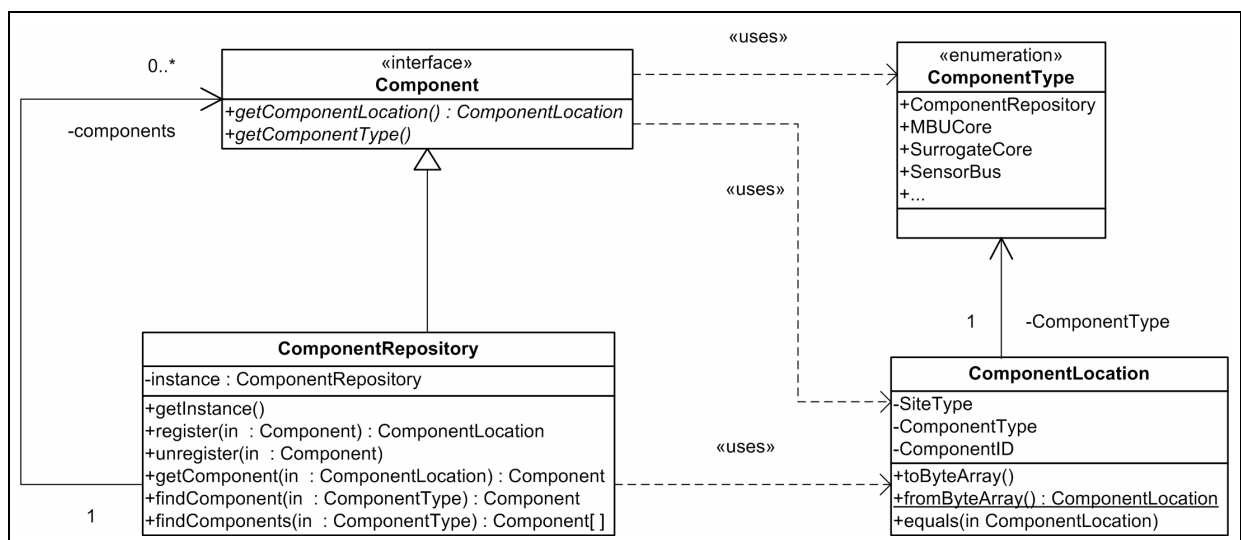 «uses»
0..*
-components
«interface»
Component
+getComponentLocation() : ComponentLocation
+getComponentType()
«enumeration»
ComponentType
+ComponentRepository
+MBUCore
+SurrogateCore
+SensorBus
+...
«uses»
1
-ComponentType
ComponentRepository
-instance : ComponentRepository
+getInstance()
+register(in : Component) : ComponentLocation
+unregister(in : Component)
+getComponent(in : ComponentLocation) : Component
+findComponent(in : ComponentType) : Component
+findComponents(in : ComponentType) : Component[ ]
1
«uses»
ComponentLocation
-SiteType
-ComponentType
-ComponentID
+toByteArray()
+fromByteArray() : ComponentLocation
+equals(in ComponentLocation)